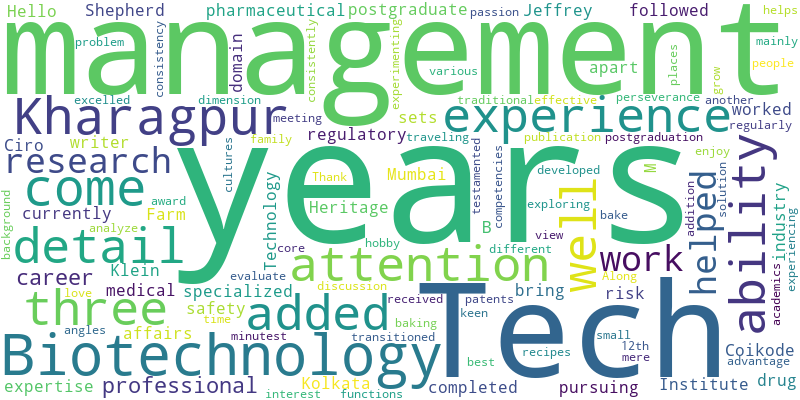 Hello Shepherd pharmaceutical postgraduate passion Jeffrey followed helps
problem management mainly
consistency domain consistently experimenting various apart places grow people
excelled dimension traditional effective perseverance another
Kharagpur meeting experience worked regularly
Ciro writer regulatory sets traveling publication postgraduation
research cultures family years testamented competencies developed M enjoy
come award Thank Mumbai exploring well helped addition solution ability industry experiencing
background currently analyze Farm Technology Heritage B bake view academics
detail core hobby different work
career Klein evaluate attention discussion Along bring
three medical specialized received patents keen risk
love safety added baking transitioned Tech small 12th Coikode
angles affairs time minutest best recipes mere advantage
Biotechnology Institute drug
expertise professional Kolkata interest functions completed pursuing